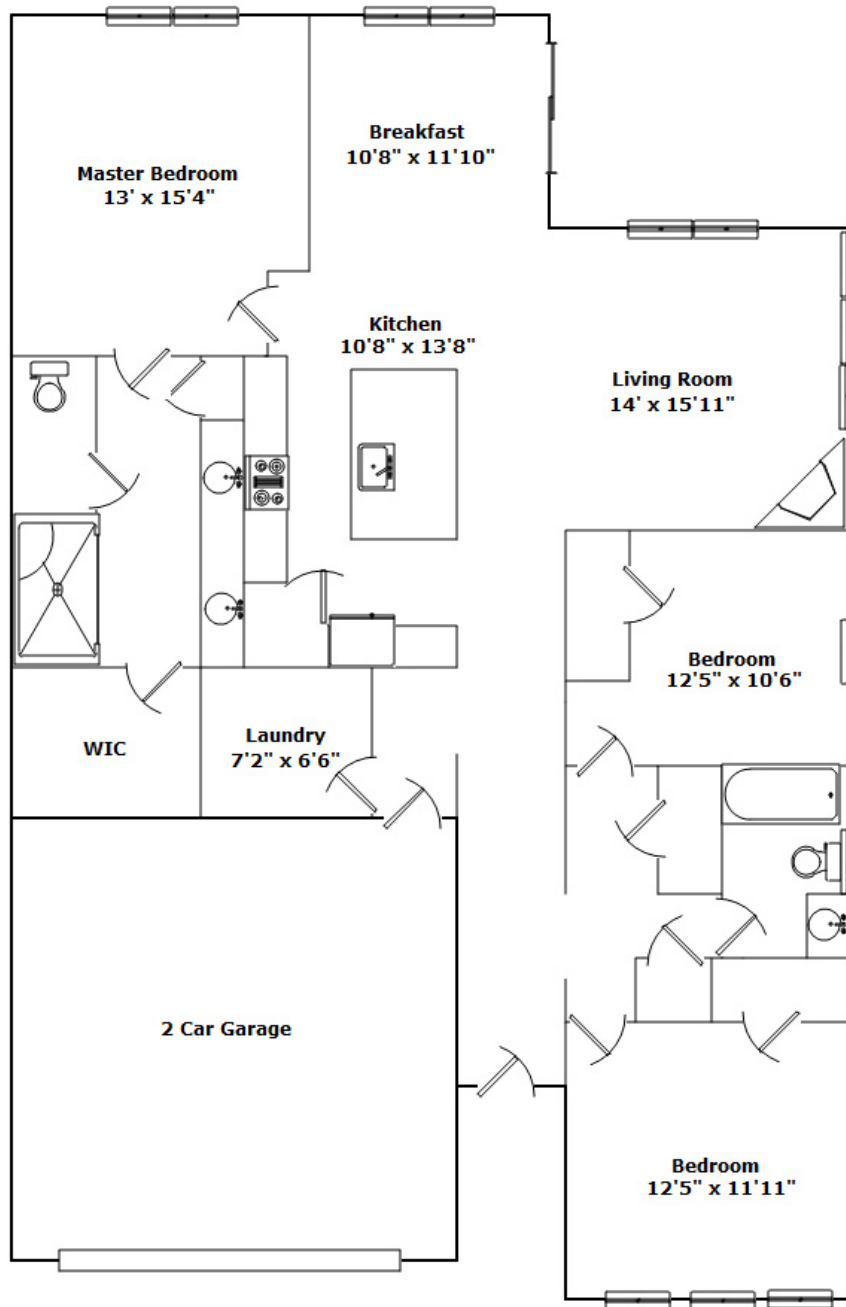 Breakfast
10'8" x 11'10"
Master Bedroom
13' x 15'4"
Kitchen
10'8" x 13'8"
Living Room
14' x 15'11"
Bedroom
12'5" x 10'6"
WIC
Laundry
7'2" x 6'6"
2 Car Garage
Bedroom
12'5" x 11'11"